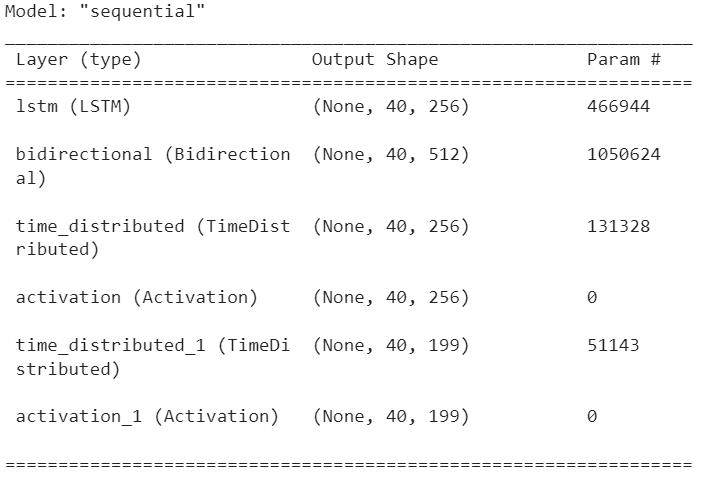 Model: "sequential"
_________________________________________________________________
Layer (type) Output Shape Param #
=================================================================
lstm (LSTM) (None, 40, 256) 466944
bidirectional (Bidirection (None, 40, 512) 1050624
al)
time_distributed (TimeDist (None, 40, 256) 131328
ributed)
activation (Activation) (None, 40, 256) 0
time_distributed_1 (TimeDi (None, 40, 199) 51143
stributed)
activation_1 (Activation) (None, 40, 199) 0
=================================================================